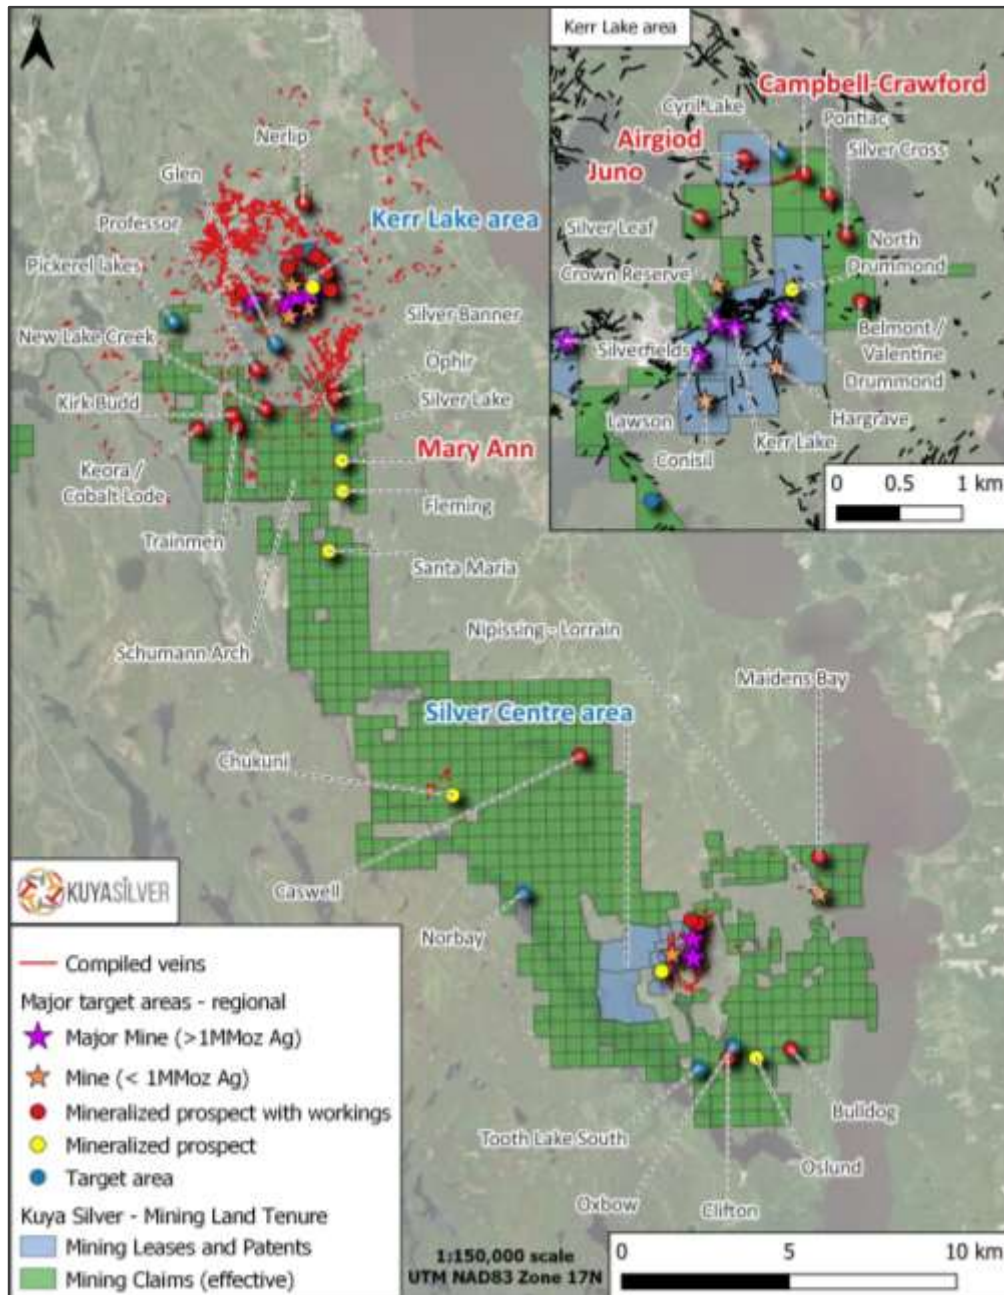 N
Kerr Lake area
Campbell-Crawford
Cyril Lake
Pontiac
Airgiod
Silver Cross
Juno
Silver Leaf
North
Drummond
Crown Reserve
Belmont /
Valentine
Silverfields
Drummond
Lawson
Hargrave
Kerr Lake
Conisil
0 0.5 1 km
Nerlip
Glen
Professor
Kerr Lake area
Pickerel lakes
Silver Banner
New Lake Creek
Ophir
Kirk-Budd
Silver Lake
Mary Ann
Keora /
Cobalt Lode
Fleming
Trainmen
Santa Maria
Nipissing - Lorrain
Schumann Arch
Maidens Bay
Silver Centre area
Chukuni
Caswell
Norbay
KUYASILVER
Compiled veins
Major target areas - regional
Major Mine (>1MMoz Ag)
Mine (< 1MMoz Ag)
Mineralized prospect with workings
Mineralized prospect
Target area
Kuya Silver - Mining Land Tenure
Mining Leases and Patents
Mining Claims (effective)
Bulldog
Tooth Lake South
Oslund
Oxbow
Clifton
1:150,000 scale
UTM NAD83 Zone 17N
0 5 10 km